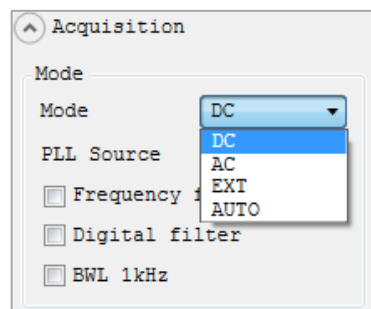 Acquisition
Mode
Mode DC
DC
PLL Source
AC
EXT
Frequency
AUTO
Digital filter
BWL 1kHz